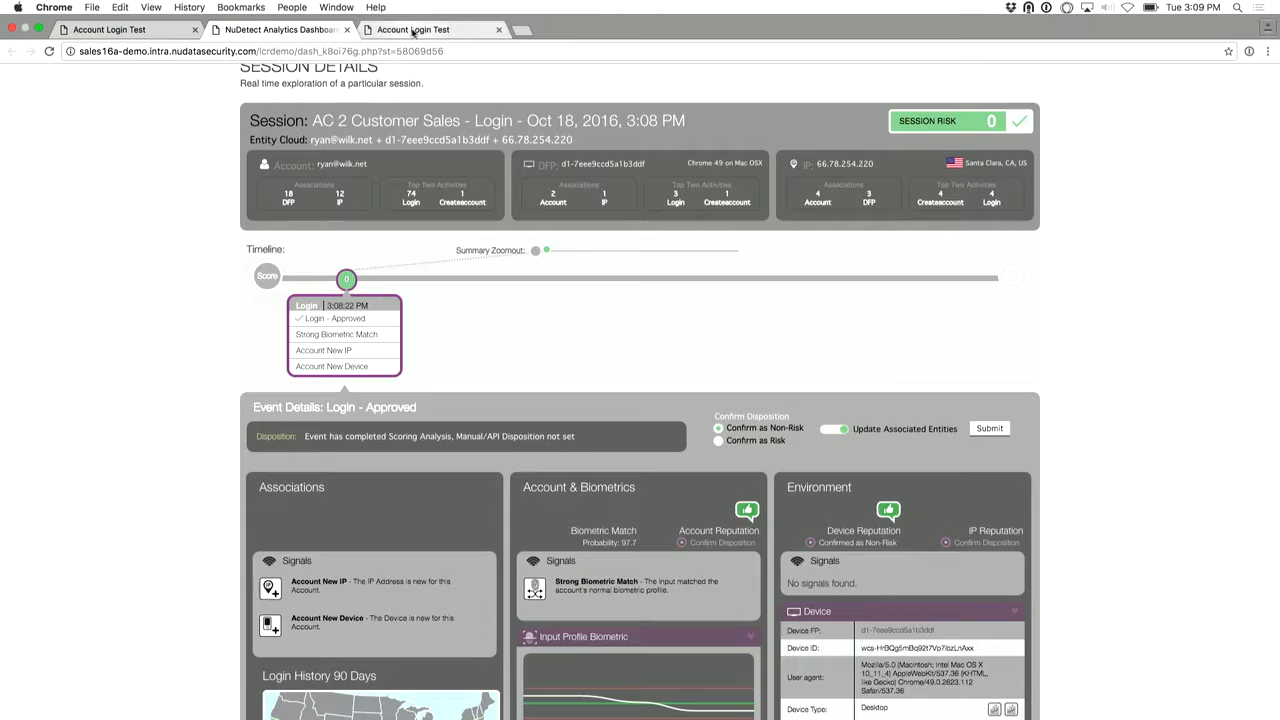 Chrome File Edit View History Bookmarks People Window Help Tue 3:09 PM
Account Login Test NuDetect Analytics Dashboar Account Login Test
sales16a-demo.intra.nudatasecurity.com/lcrdemo/dash_k8oi76g.php?st=58069d56
SESSION DETAILS
Real time exploration of a particular session.
Session: AC 2 Customer Sales - Login - Oct 18, 2016, 3:08 PM
SESSION RISK 0
Entity Cloud: ryan@wilk.net + d1-7eee9ccd5a1b3ddf + 66.78.254.220
Account: ryan@wilk.net
Associations Top Two Activities
18 12 74 1
DFP IP Login Createaccount
DFP: d1-7eee9ccd5a1b3ddf Chrome 49 on Mac OSX
Associations Top Two Activities
2 1 3 1
Account IP Login Createaccount
IP: 66.78.254.220 Santa Clara, CA, US
Associations Top Two Activities
4 3 4 4
Account DFP Createaccount Login
Timeline:
Summary Zoomout:
Score 0
Login | 3:08:22 PM
Login - Approved
Strong Biometric Match
Account New IP
Account New Device
Event Details: Login - Approved
Disposition: Event has completed Scoring Analysis, Manual/API Disposition not set
Confirm Disposition
Confirm as Non-Risk
Confirm as Risk
Update Associated Entities
Submit
Associations
Signals
Account New IP - The IP Address is new for this
Account.
Account New Device - The Device is new for this
Account.
Login History 90 Days
Account & Biometrics
Biometric Match Account Reputation
Probability: 97.7 Confirm Disposition
Signals
Strong Biometric Match - The input matched the
account's normal biometric profile.
Input Profile Biometric
Environment
Device Reputation IP Reputation
Confirmed as Non-Risk Confirm Disposition
Signals
No signals found.
Device
Device FP: d1-7eee9ccd5a1b3ddf
Device ID: wcs-HrBQg5mBq92t7Vp7ibzLnAxx
User agent: Mozilla/5.0 (Macintosh; Intel Mac OS X
10_11_4) AppleWebKit/537.36 (KHTML,
like Gecko) Chrome/49.0.2623.112
Safari/537.36
Device Type: Desktop